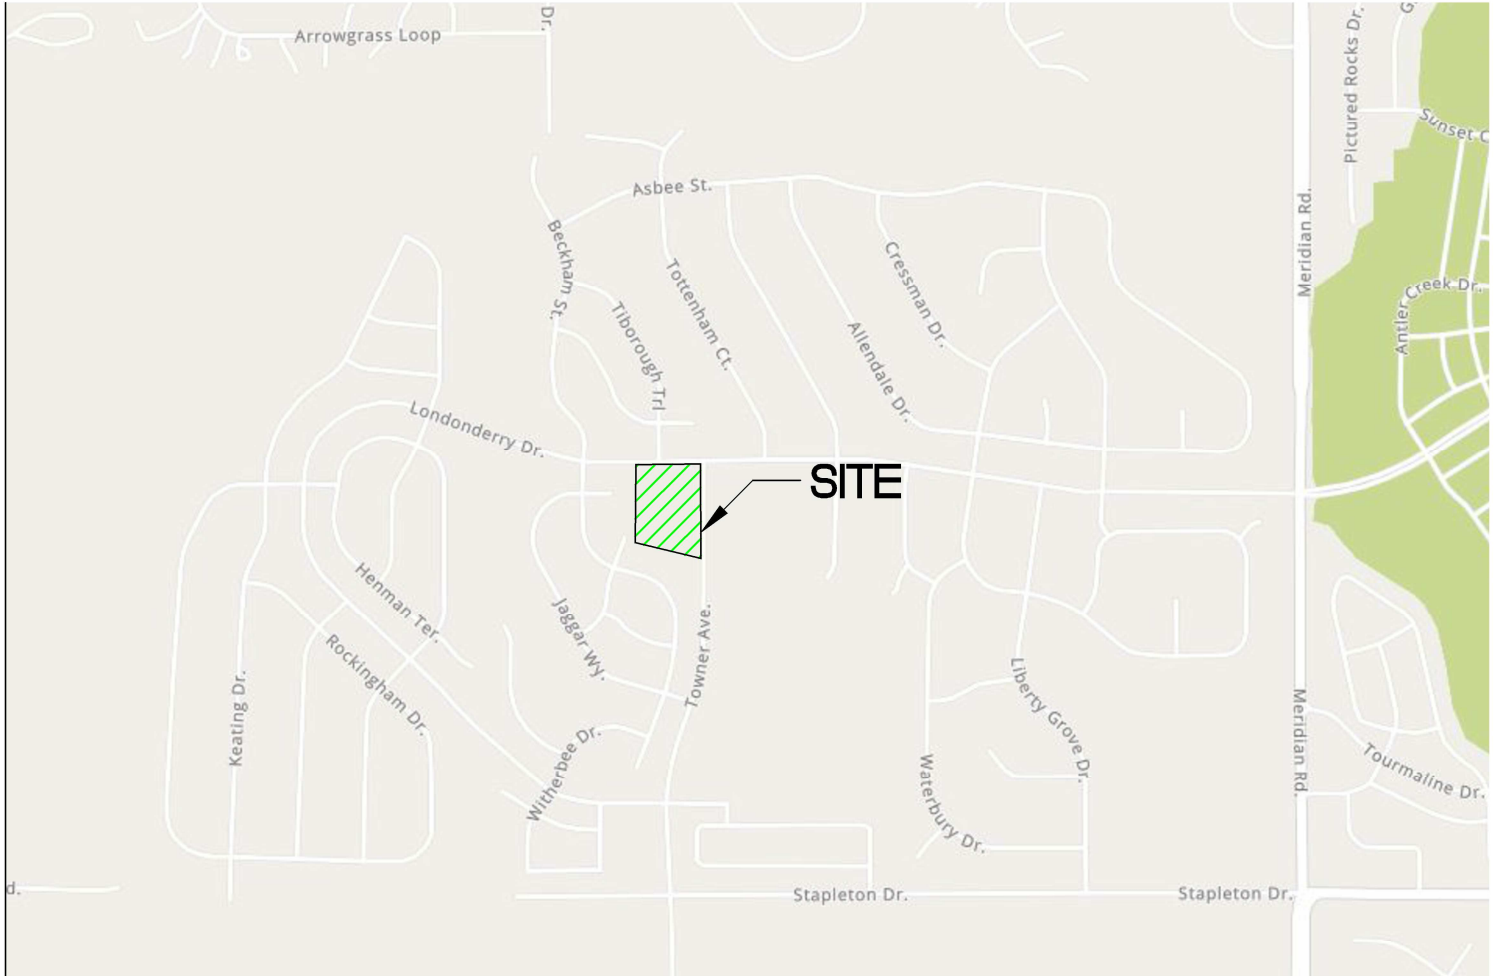 Dr.
Arrowgrass Loop
Pictured Rocks Dr.
G
Sunset C
Asbee St.
Meridian Rd.
Beckham St.
Cressman Dr.
Tottenham Ct.
Antler Creek Dr.
Tiborough Trl
Allendale Dr.
Londonderry Dr.
SITE
Henman Ter.
Jaggar Wy.
Towner Ave.
Rockingham Dr.
Liberty Grove Dr.
Keating Dr.
Meridian Rd.
Witherbee Dr.
Tourmaline Dr.
Waterbury Dr.
d.
Stapleton Dr.
Stapleton Dr.